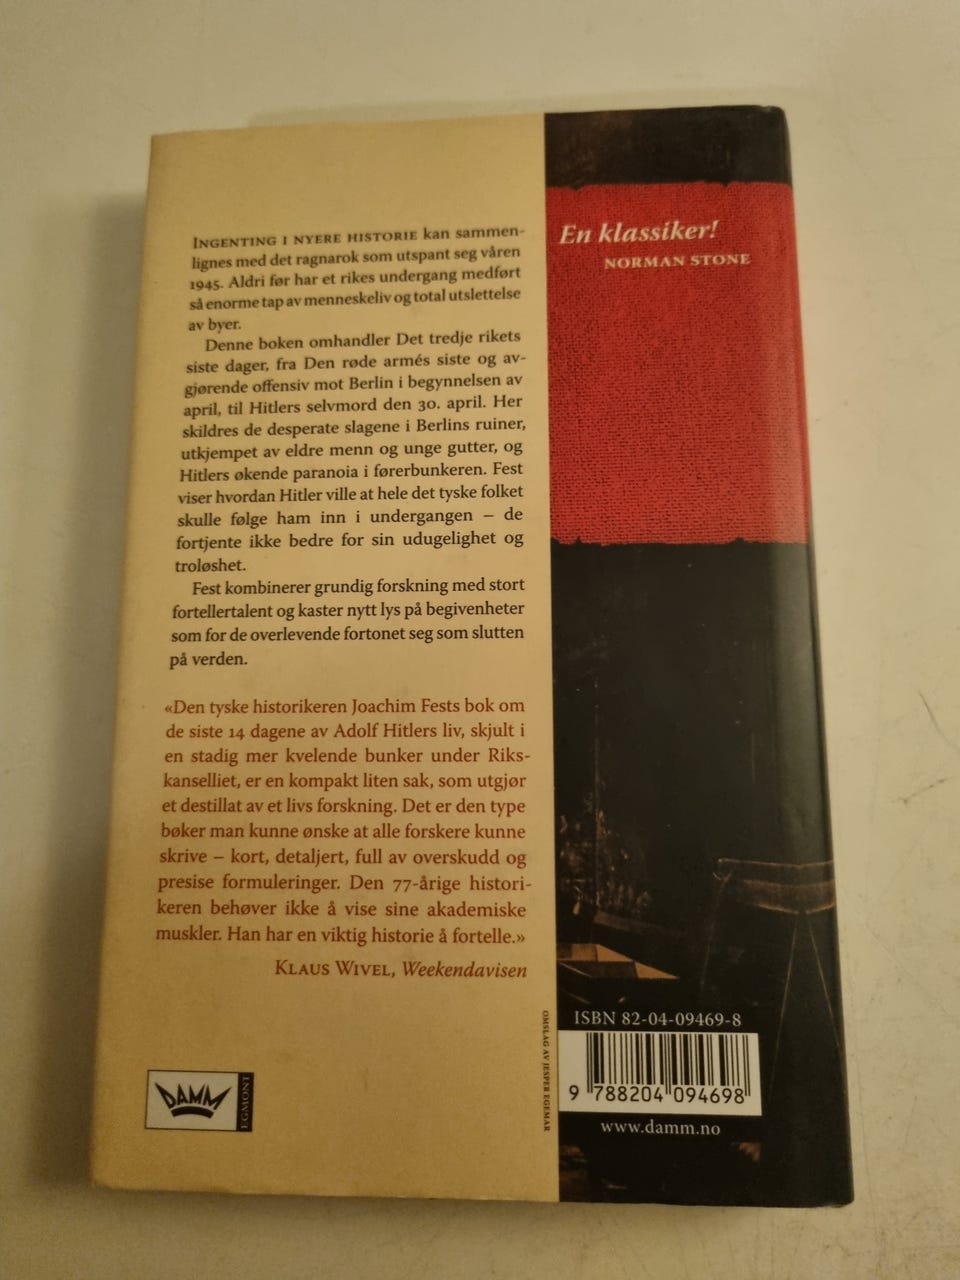 INGENTING I NYERE HISTORIE kan sammen-
lignes med det ragnarok som utspant seg våren
1945. Aldri før har et rikes undergang medført
så enorme tap av menneskeliv og total utslettelse
av byer.
Denne boken omhandler Det tredje rikets
siste dager, fra Den røde armés siste og av-
gjørende offensiv mot Berlin i begynnelsen av
april, til Hitlers selvmord den 30. april. Her
skildres de desperate slagene i Berlins ruiner,
utkjempet av eldre menn og unge gutter, og
Hitlers økende paranoia iførerbunkeren. Fest
viser hvordan Hitler ville at hele det tyske folket
skulle følge ham inn i undergangen – de
fortjente ikke bedre for sin udugelighet og
troløshet.
Fest kombinerer grundig forskning med stort
fortellertalent og kaster nytt lys på begivenheter
som for de overlevende fortonet seg som slutten
på verden.
«Den tyske historikeren Joachim Fests bok om
de siste 14 dagene av Adolf Hitlers liv, skjult i
en stadig mer kvelende bunker under Riks-
kanselliet, er en kompakt liten sak, som utgjør
et destillat av et livs forskning. Det er den type
bøker man kunne ønske at alle forskere kunne
skrive – kort, detaljert, full av overskudd og
presise formuleringer. Den 77-årige histori-
keren behøver ikke å vise sine akademiske
muskler. Han har en viktig historie å fortelle.»
KLAUS WIVEL, Weekendavisen
DAMM
EGMONT
OMSLAG AV JESPER EGEMAR
En klassiker!
NORMAN STONE
ISBN 82-04-09469-8
9 788204 094698
www.damm.no